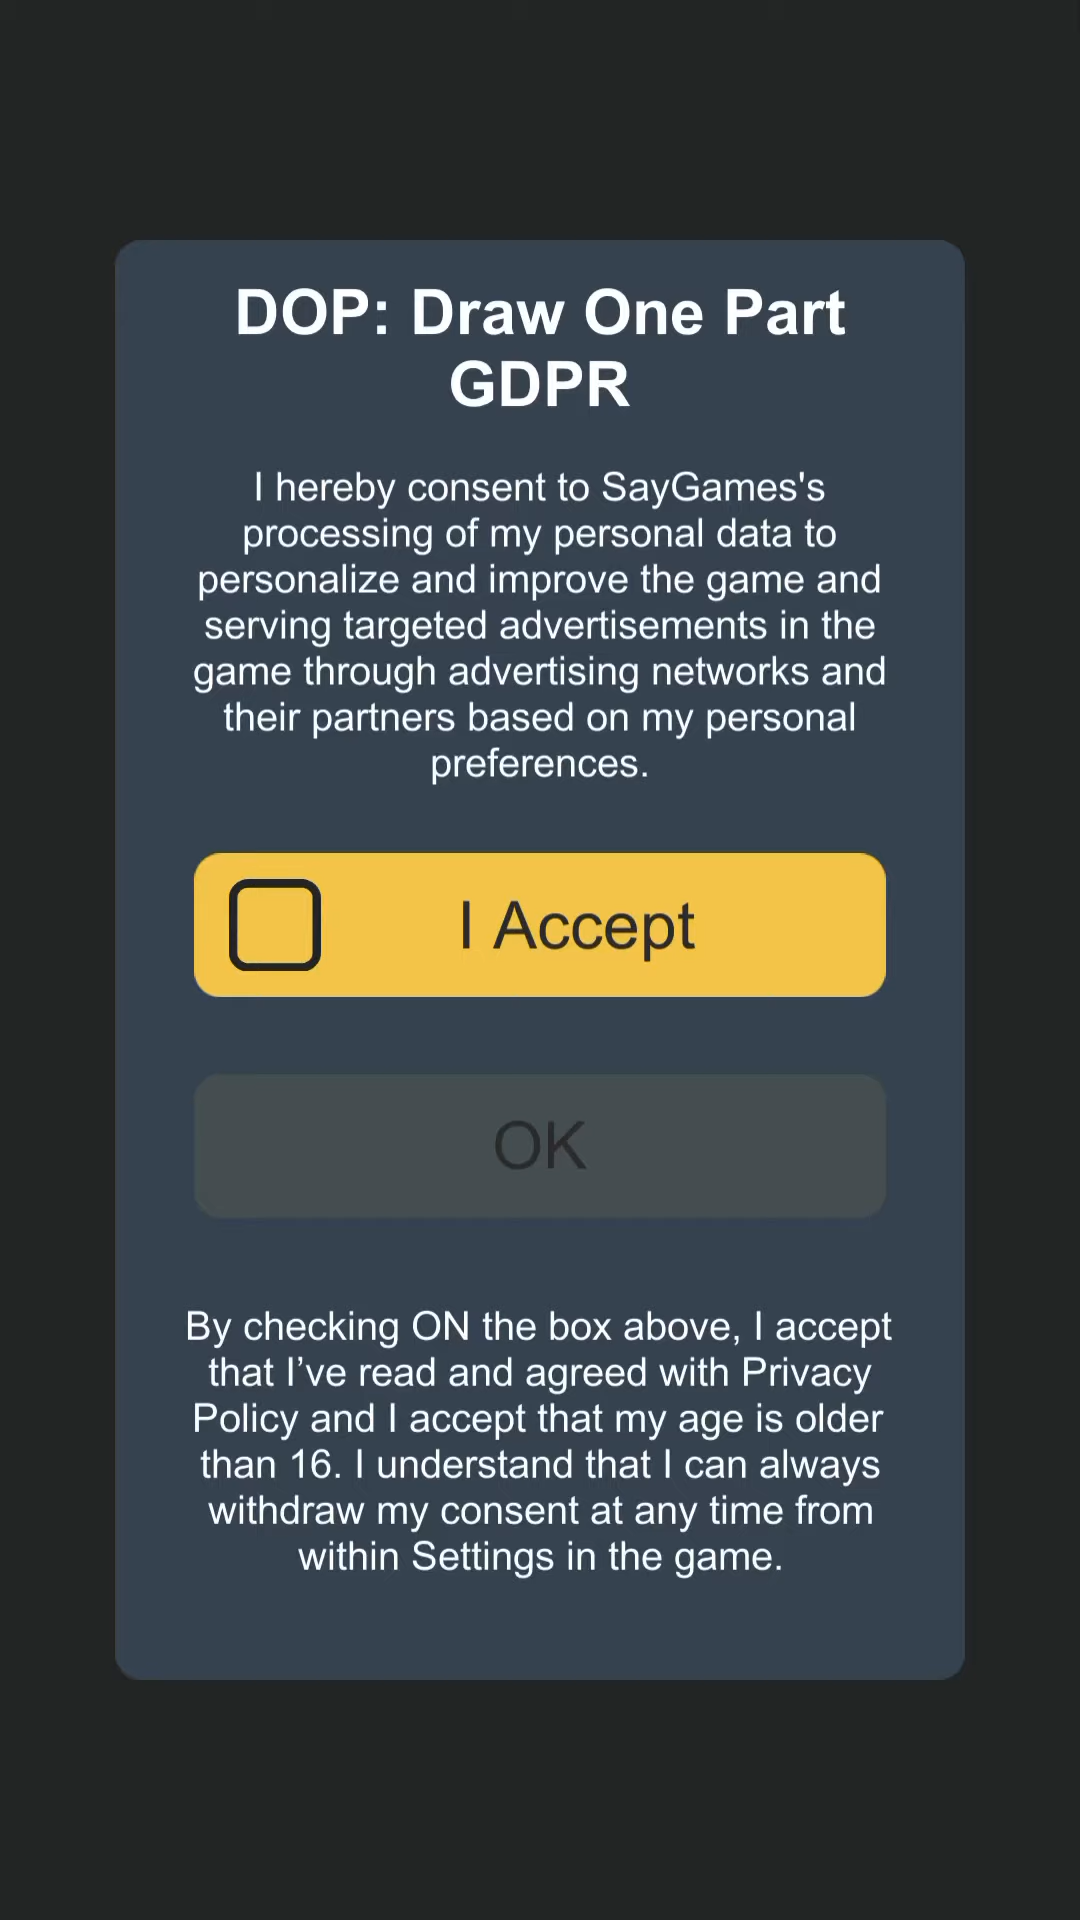 DOP: Draw One Part
GDPR
I hereby consent to SayGames's
processing of my personal data to
personalize and improve the game and
serving targeted advertisements in the
game through advertising networks and
their partners based on my personal
preferences.
I Accept
OK
By checking ON the box above, I accept
that I’ve read and agreed with Privacy
Policy and I accept that my age is older
than 16. I understand that I can always
withdraw my consent at any time from
within Settings in the game.